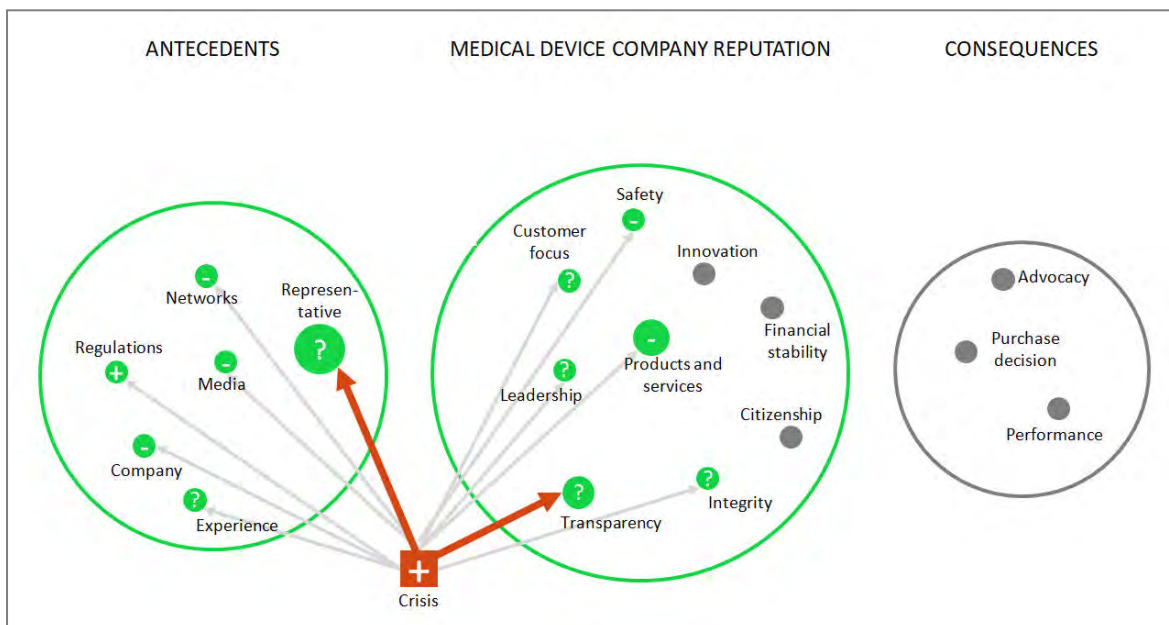 ANTECEDENTS
MEDICAL DEVICE COMPANY REPUTATION
CONSEQUENCES
-
Networks
Represen-
tative
?
Regulations
+
-
Media
-
Company
?
Experience
Safety
-
Customer
focus
?
Innovation
Financial
stability
-
Products and
services
?
Leadership
Citizenship
?
Transparency
?
Integrity
+
Crisis
Advocacy
Purchase
decision
Performance